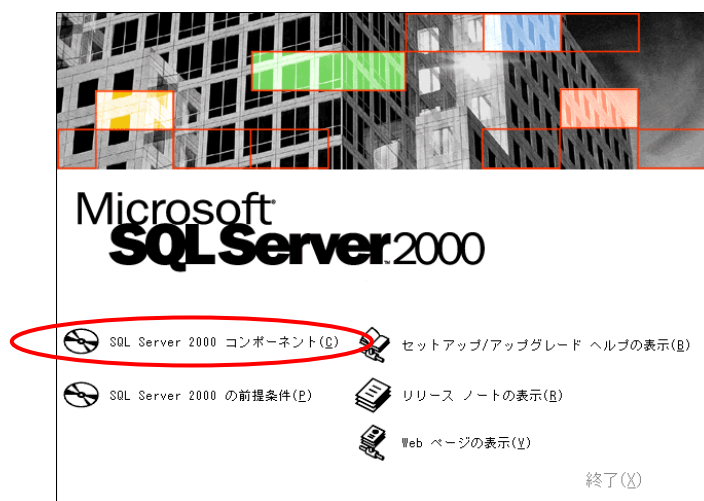 Microsoft
SQL Server 2000
SQL Server 2000 コンポーネント(C)
セットアップ/アップグレード ヘルプの表示(B)
SQL Server 2000 の前提条件(P)
リリース ノートの表示(R)
Web ページの表示(V)
終了(X)